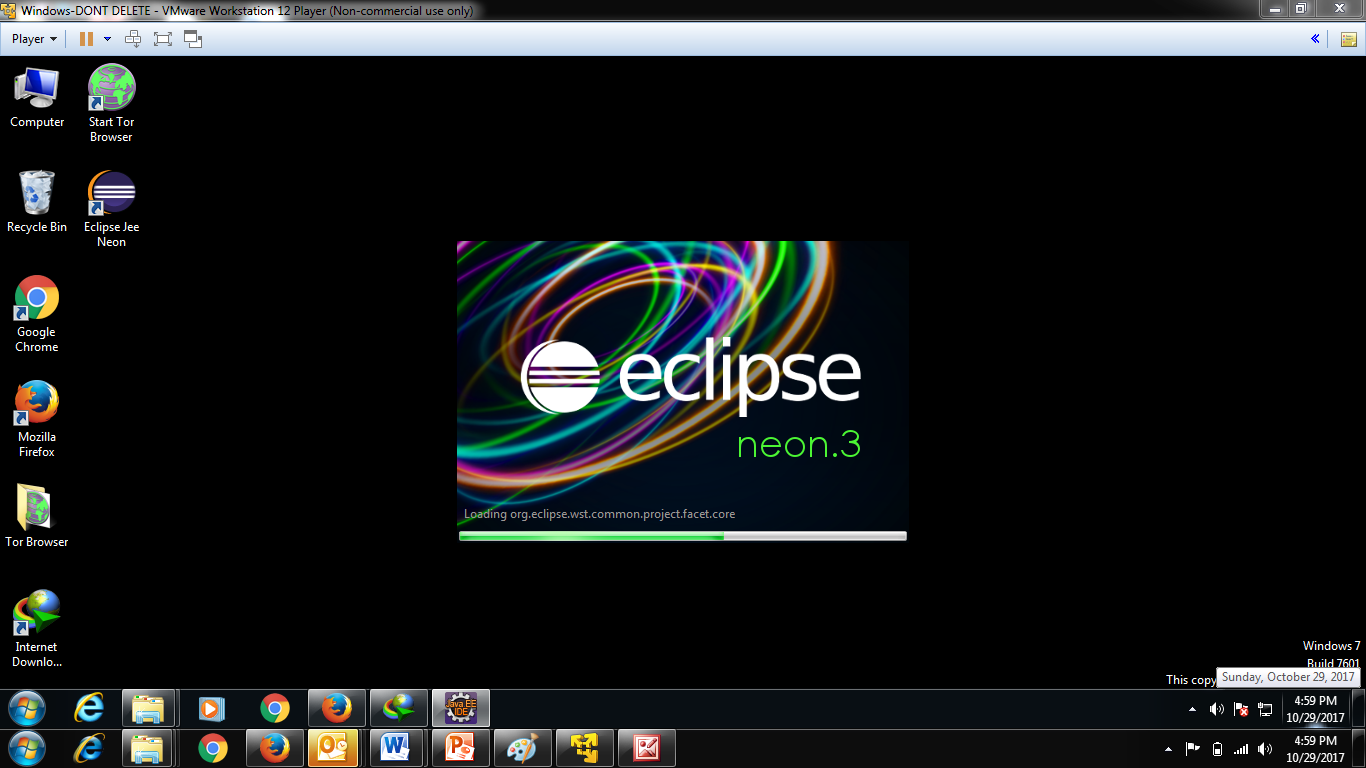 Windows-DONT DELETE - VMware Workstation 12 Player (Non-commercial use only)
Player
Computer
Start Tor
Browser
Recycle Bin
Eclipse Jee
Neon
Google
Chrome
Mozilla
Firefox
Tor Browser
Internet
Downlo...
eclipse
neon.3
Loading org.eclipse.wst.common.project.facet.core
Windows 7
Build 7601
This copy
Sunday, October 29, 2017
Java EE
IDE
4:59 PM
10/29/2017
4:59 PM
10/29/2017